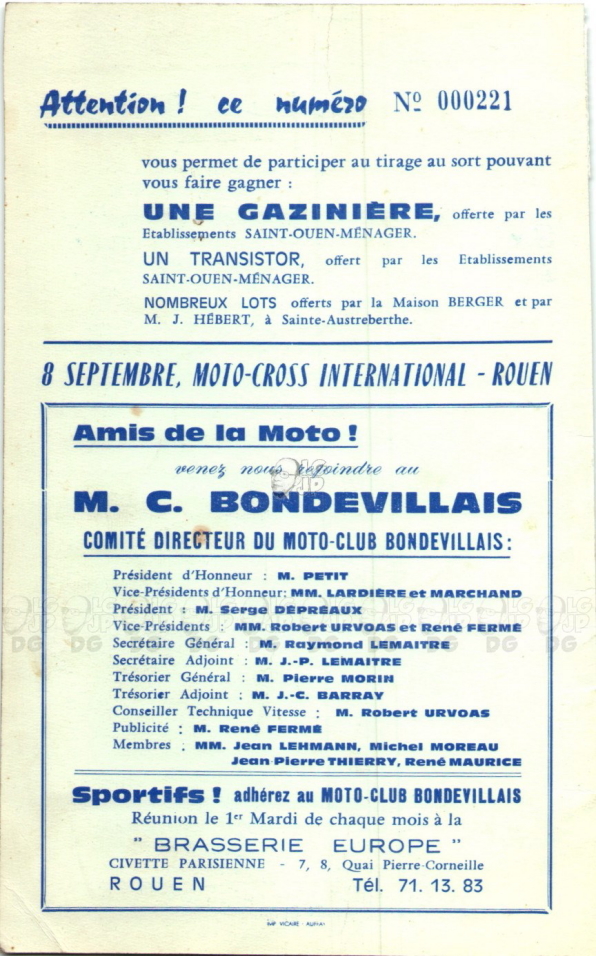 Attention ! ce numéro Nº 000221
vous permet de participer au tirage au sort pouvant
vous faire gagner :
UNE GAZINIÈRE, offerte par les
Etablissements SAINT-OUEN-MÉNAGER.
UN TRANSISTOR, offert par les Etablissements
SAINT-OUEN-MÉNAGER.
NOMBREUX LOTS offerts par la Maison BERGER et par
M. J. HÉBERT, à Sainte-Austreberthe.
8 SEPTEMBRE, MOTO-CROSS INTERNATIONAL - ROUEN
Amis de la Moto !
venez nous rejoindre au
M. C. BONDEVILLAIS
COMITÉ DIRECTEUR DU MOTO-CLUB BONDEVILLAIS :
Président d'Honneur : M. PETIT
Vice-Présidents d'Honneur: MM. LARDIÈRE et MARCHAND
Président : M. Serge DÉPRÉAUX
Vice-Présidents : MM. Robert URVOAS et René FERMÉ
Secrétaire Général : M. Raymond LEMAITRE
Secrétaire Adjoint : M. J.-P. LEMAITRE
Trésorier Général : M. Pierre MORIN
Trésorier Adjoint : M. J.-C. BARRAY
Conseiller Technique Vitesse : M. Robert URVOAS
Publicité : M. René FERMÉ
Membres : MM. Jean LEHMANN, Michel MOREAU
Jean-Pierre THIERRY, René MAURICE
Sportifs ! adhérez au MOTO-CLUB BONDEVILLAIS
Réunion le 1er Mardi de chaque mois à la
" BRASSERIE EUROPE "
CIVETTE PARISIENNE - 7, 8, Quai Pierre-Corneille
ROUEN Tél. 71. 13. 83
IMP. VICAIRE - AUFFAY